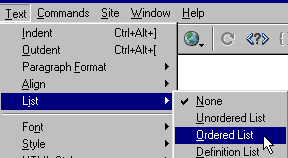 Text Commands Site Window Help
Indent Ctrl+Alt+]
Outdent Ctrl+Alt+[
Paragraph Format
Align
List
Font
Style
None
Unordered List
Ordered List
Definition List